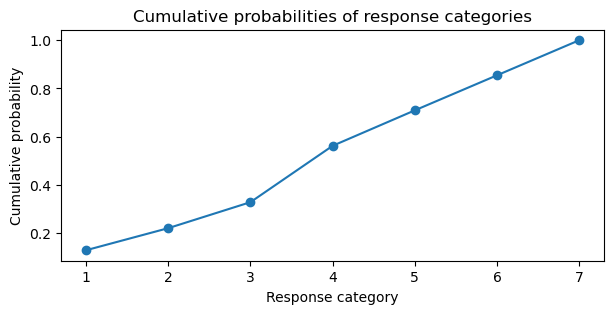 Cumulative probabilities of response categories
1.0
0.8
0.6
0.4
0.2
Cumulative probability
1 2 3 4 5 6 7
Response category